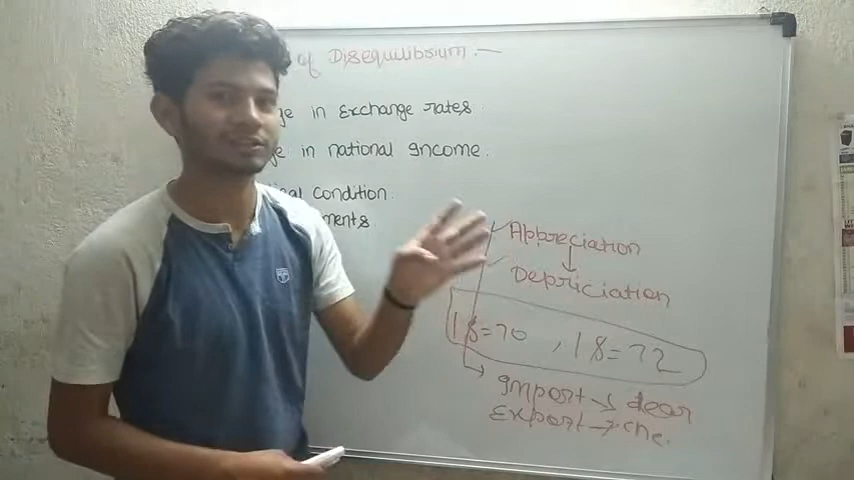 of Disequilibrium —
ge in Exchange rates
ge in National Income.
ical Condition.
ments
Appreciation
Depriciation
1$=70 , 1$=72
Import → dear
Export → che.